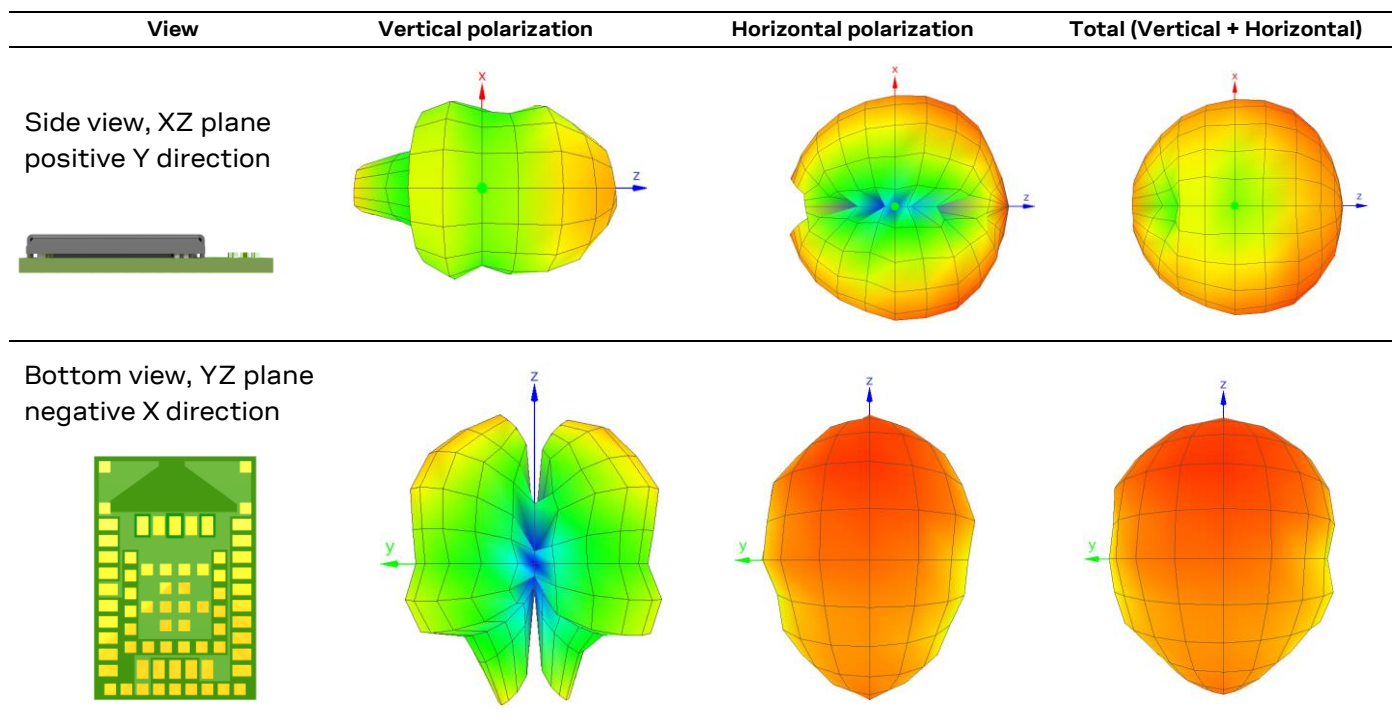 View Vertical polarization Horizontal polarization Total (Vertical + Horizontal)
Side view, XZ plane
positive Y direction
x
z
x
z
x
z
Bottom view, YZ plane
negative X direction
z
y
z
y
z
y